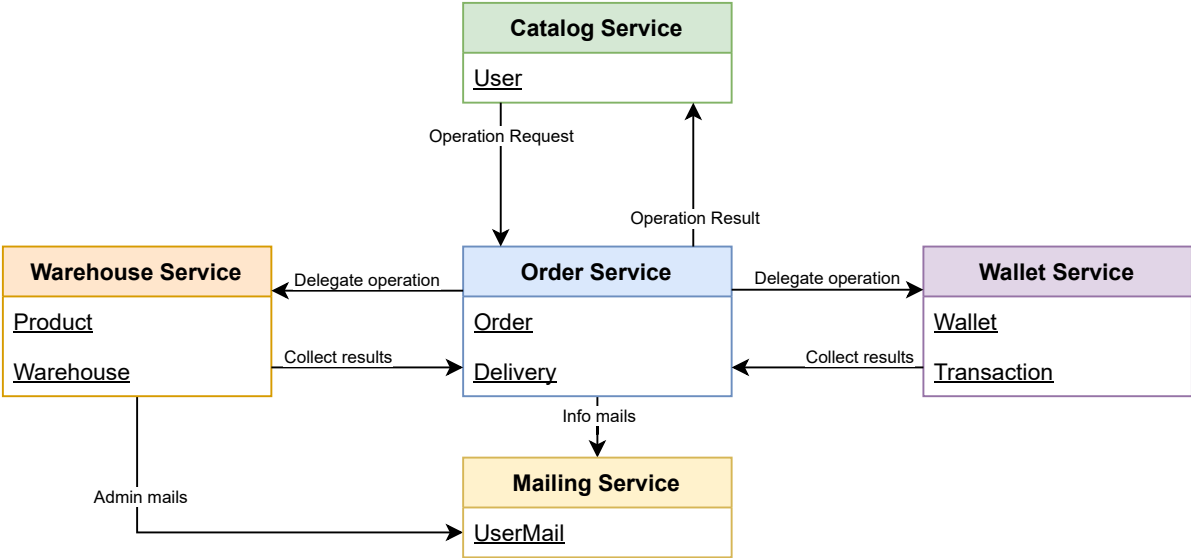 Catalog Service
User
Operation Request
Operation Result
Warehouse Service
Product
Warehouse
Delegate operation
Collect results
Order Service
Order
Delivery
Delegate operation
Collect results
Wallet Service
Wallet
Transaction
Info mails
Admin mails
Mailing Service
UserMail